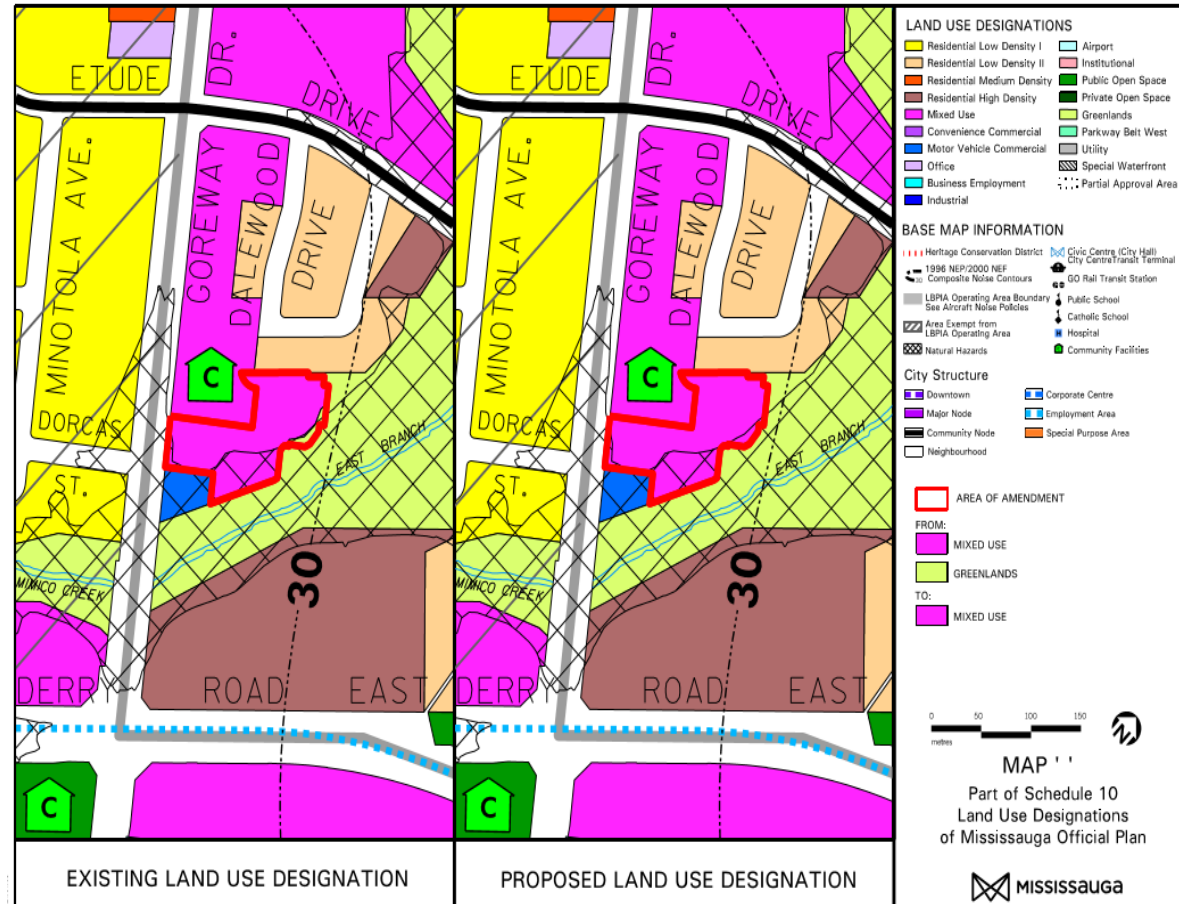 ETUDE
DR.
DRIVE
MINOTOLA AVE.
GOREWAY
DALEWOOD
DRIVE
C
DORCAS
ST.
EAST BRANCH
MIMICO CREEK
30
DERRY ROAD EAST
C
EXISTING LAND USE DESIGNATION
ETUDE
DR.
DRIVE
MINOTOLA AVE.
GOREWAY
DALEWOOD
DRIVE
C
DORCAS
ST.
EAST BRANCH
MIMICO CREEK
30
DERRY ROAD EAST
C
PROPOSED LAND USE DESIGNATION
LAND USE DESIGNATIONS
Residential Low Density I
Residential Low Density II
Residential Medium Density
Residential High Density
Mixed Use
Convenience Commercial
Motor Vehicle Commercial
Office
Business Employment
Industrial
Airport
Institutional
Public Open Space
Private Open Space
Greenlands
Parkway Belt West
Utility
Special Waterfront
Partial Approval Area
BASE MAP INFORMATION
Heritage Conservation District
1996 NEP/2000 NEF
Composite Noise Contours
LBPIA Operating Area Boundary
See Aircraft Noise Policies
Area Exempt from
LBPIA Operating Area
Natural Hazards
Civic Centre (City Hall)
City CentreTransit Terminal
GO Rail Transit Station
Public School
Catholic School
H
Hospital
Community Facilities
City Structure
Downtown
Major Node
Community Node
Neighbourhood
Corporate Centre
Employment Area
Special Purpose Area
AREA OF AMENDMENT
FROM:
MIXED USE
GREENLANDS
TO:
MIXED USE
0 50 100 150
metres
MAP ' '
Part of Schedule 10
Land Use Designations
of Mississauga Official Plan
MISSISSAUGA